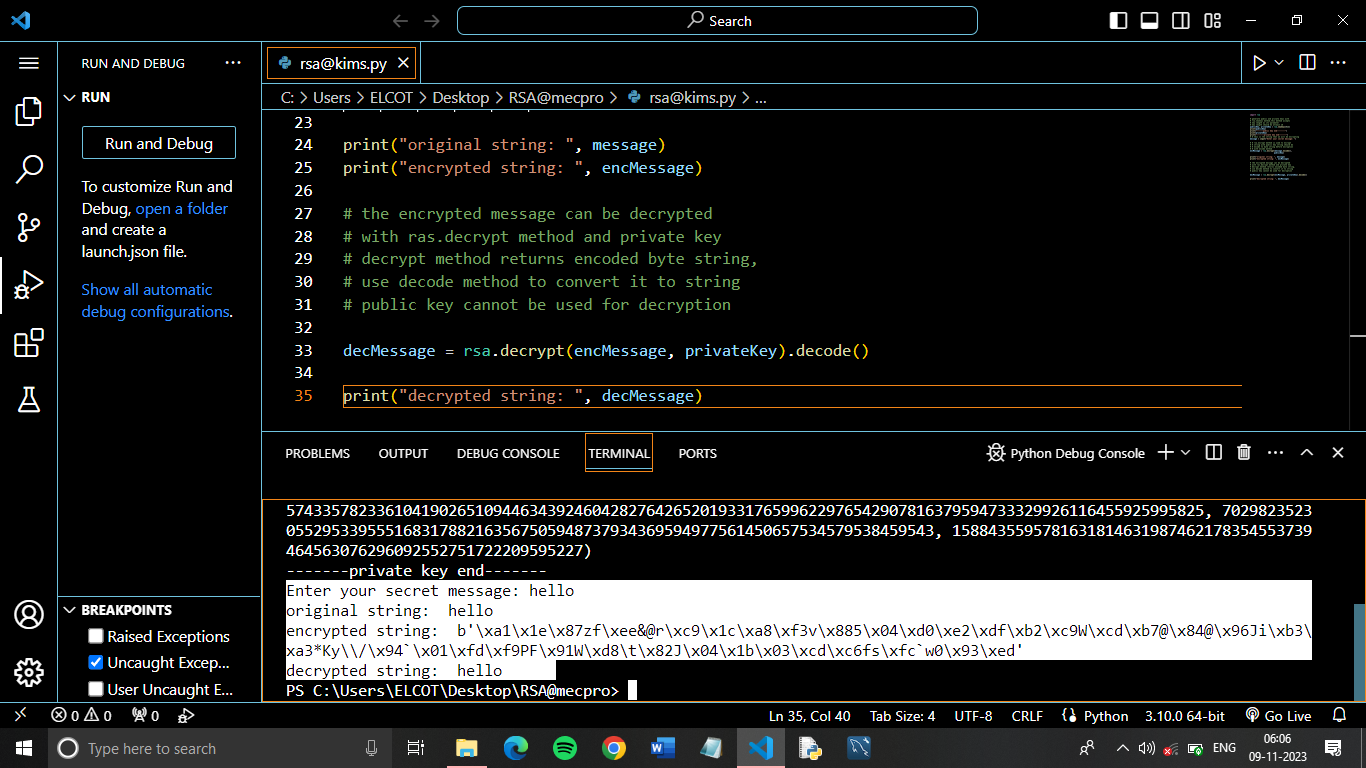 Search
RUN AND DEBUG
rsa@kims.py
RUN
C: > Users > ELCOT > Desktop > RSA@mecpro > rsa@kims.py > ...
Run and Debug
To customize Run and
Debug, open a folder
and create a
launch.json file.
Show all automatic
debug configurations.
23
24 print("original string: ", message)
25 print("encrypted string: ", encMessage)
26
27 # the encrypted message can be decrypted
28 # with ras.decrypt method and private key
29 # decrypt method returns encoded byte string,
30 # use decode method to convert it to string
31 # public key cannot be used for decryption
32
33 decMessage = rsa.decrypt(encMessage, privateKey).decode()
34
35 print("decrypted string: ", decMessage)
PROBLEMS OUTPUT DEBUG CONSOLE TERMINAL PORTS Python Debug Console
57433578233610419026510944634392460428276426520193317659962297654290781637959473332992611645592599 5825, 7029823523
05529533955516831788216356750594873793436959497756145065753457953845 9543, 15884355957816318146319874621783545537 39
46456307629609255275172220959 5227)
-------private key end-------
Enter your secret message: hello
original string:  hello
encrypted string:  b'\xa1\x1e\x87zf\xee&@r\xc9\x1c\xa8\xf3v\x885\x04\xd0\xe2\xdf\xb2\xc9W\xcd\xb7@\x84@\x96Ji\xb3\
xa3*Ky\\/\x94`\x01\xfd\xf9PF\x91W\xd8\t\x82J\x04\x1b\x03\xcd\xc6fs\xfc`w0\x93\xed'
decrypted string:  hello
PS C:\Users\ELCOT\Desktop\RSA@mecpro>
BREAKPOINTS
Raised Exceptions
Uncaught Excep...
User Uncaught E...
0 0 0 Ln 35, Col 40 Tab Size: 4 UTF-8 CRLF Python 3.10.0 64-bit Go Live
Type here to search
ENG
06:06
09-11-2023